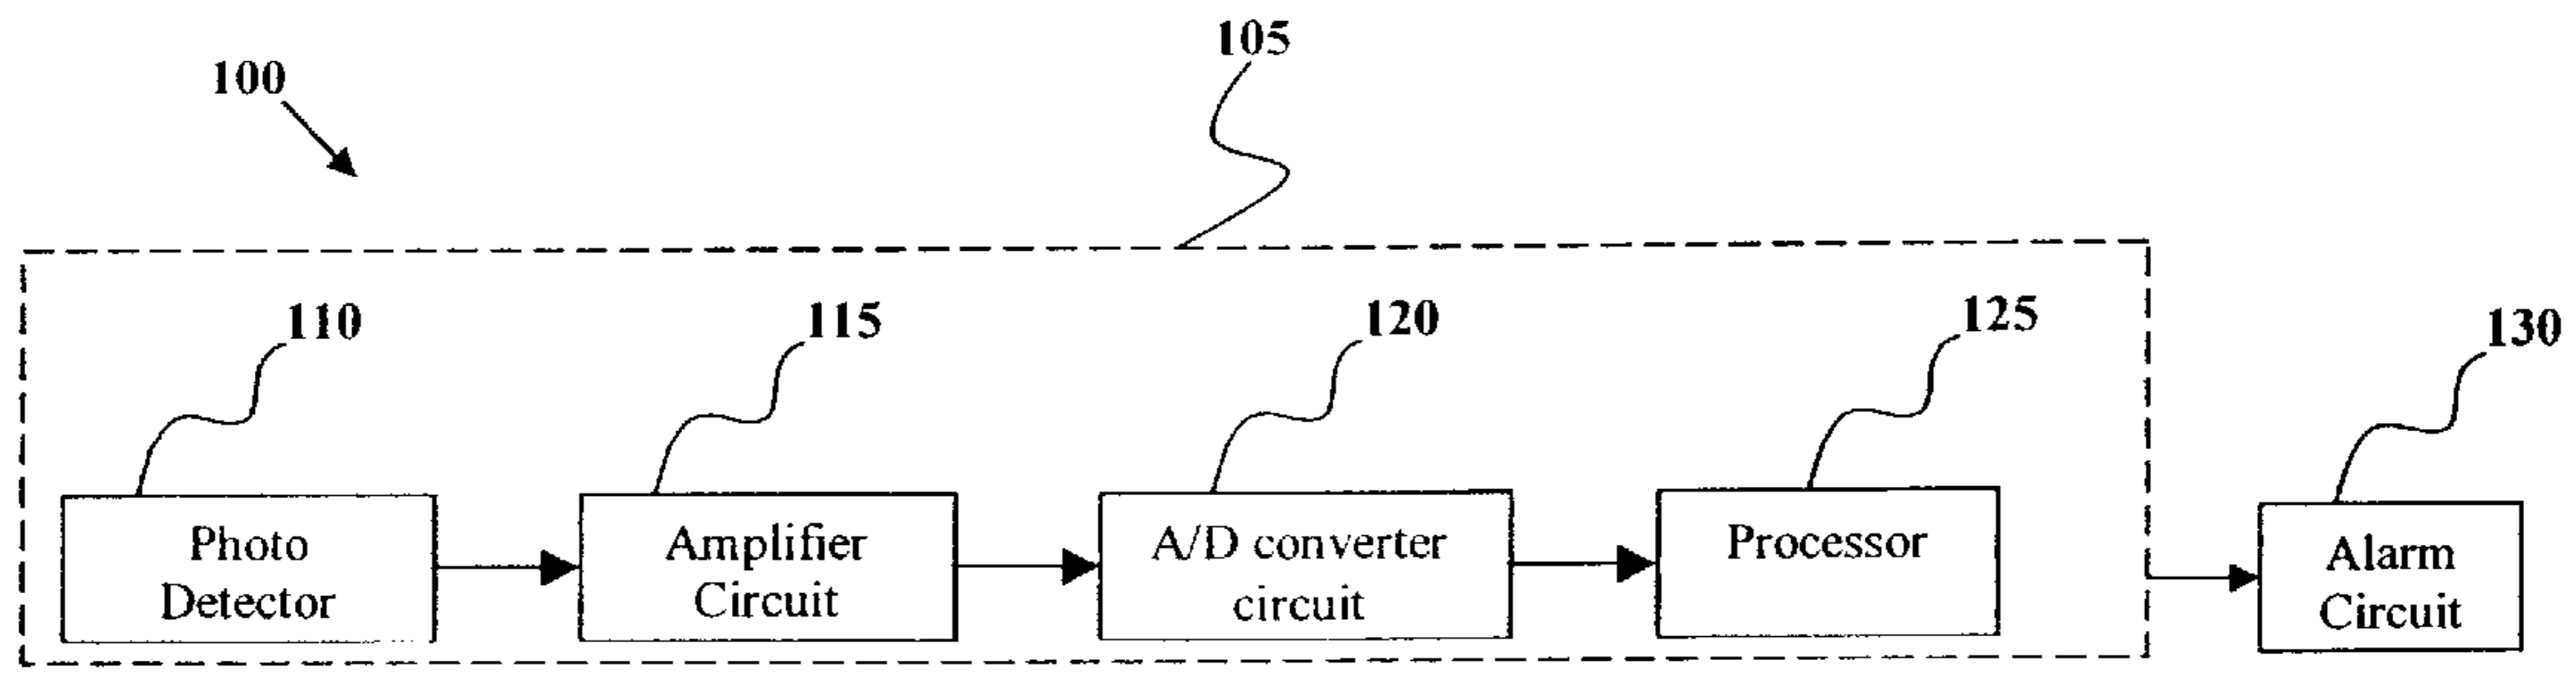 105
100
110
115
120
125
130
Photo
Detector
Amplifier
Circuit
A/D converter
circuit
Processor
Alarm
Circuit